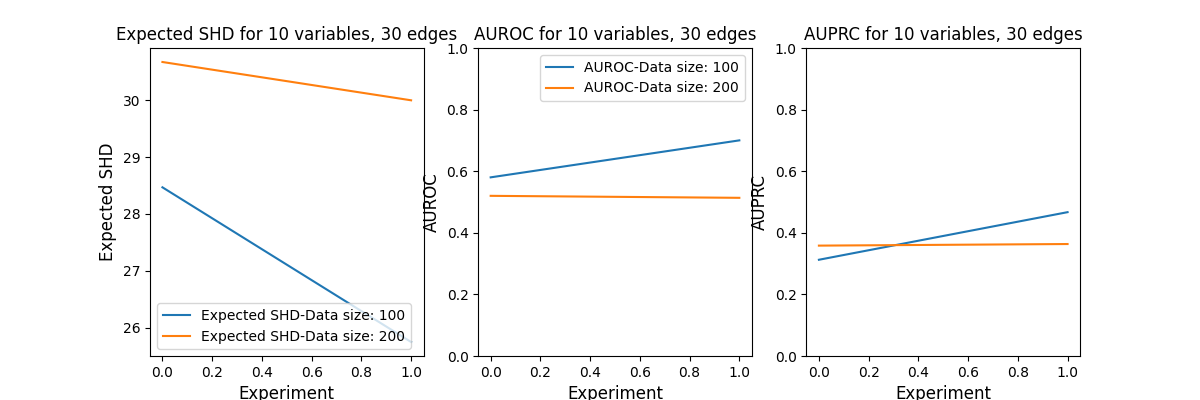 Expected SHD for 10 variables, 30 edges
Expected SHD
30
29
28
27
26
Expected SHD-Data size: 100
Expected SHD-Data size: 200
0.0 0.2 0.4 0.6 0.8 1.0
Experiment
AUROC for 10 variables, 30 edges
AUROC
1.0
0.8
0.6
0.4
0.2
0.0
AUROC-Data size: 100
AUROC-Data size: 200
0.0 0.2 0.4 0.6 0.8 1.0
Experiment
AUPRC for 10 variables, 30 edges
AUPRC
1.0
0.8
0.6
0.4
0.2
0.0
0.0 0.2 0.4 0.6 0.8 1.0
Experiment